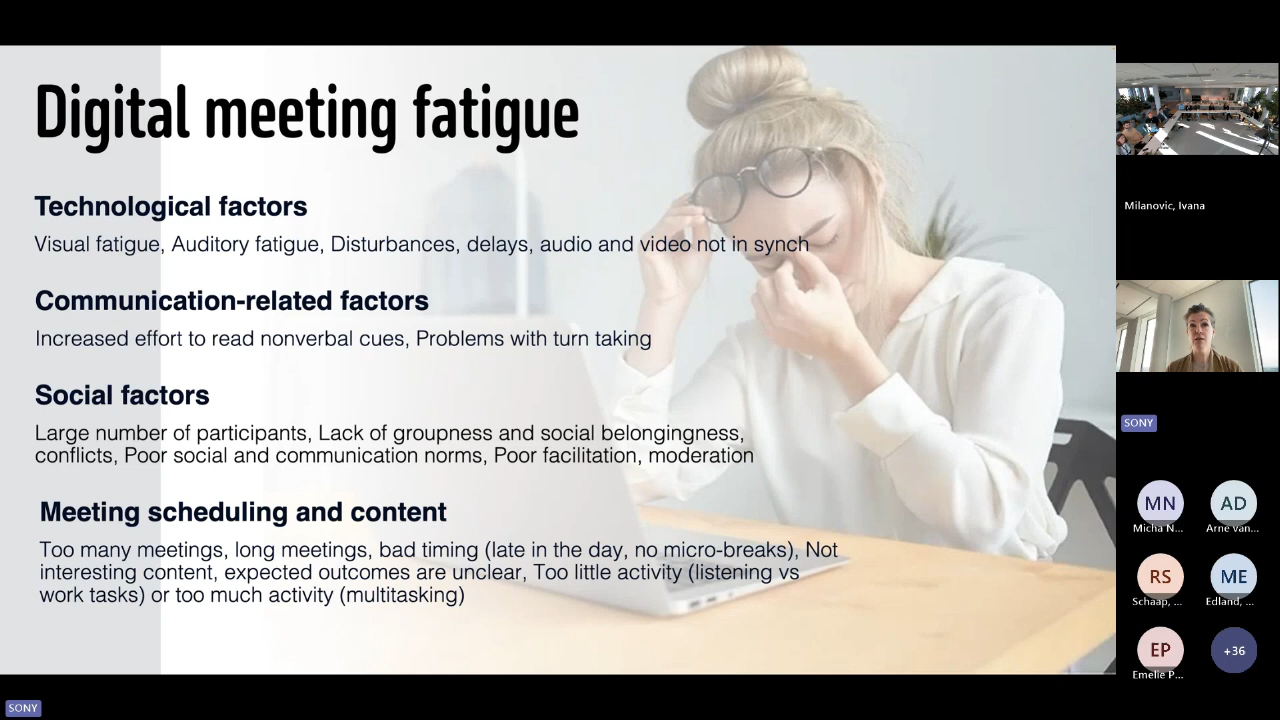 Digital meeting fatigue
Technological factors
Visual fatigue, Auditory fatigue, Disturbances, delays, audio and video not in synch
Communication-related factors
Increased effort to read nonverbal cues, Problems with turn taking
Social factors
Large number of participants, Lack of groupness and social belongingness,
conflicts, Poor social and communication norms, Poor facilitation, moderation
Meeting scheduling and content
Too many meetings, long meetings, bad timing (late in the day, no micro-breaks), Not
interesting content, expected outcomes are unclear, Too little activity (listening vs
work tasks) or too much activity (multitasking)
SONY
Milanovic, Ivana
SONY
MN
Micha N...
AD
Arne van...
RS
Schaap, ...
ME
Edland, ...
EP
Emelie P...
+36